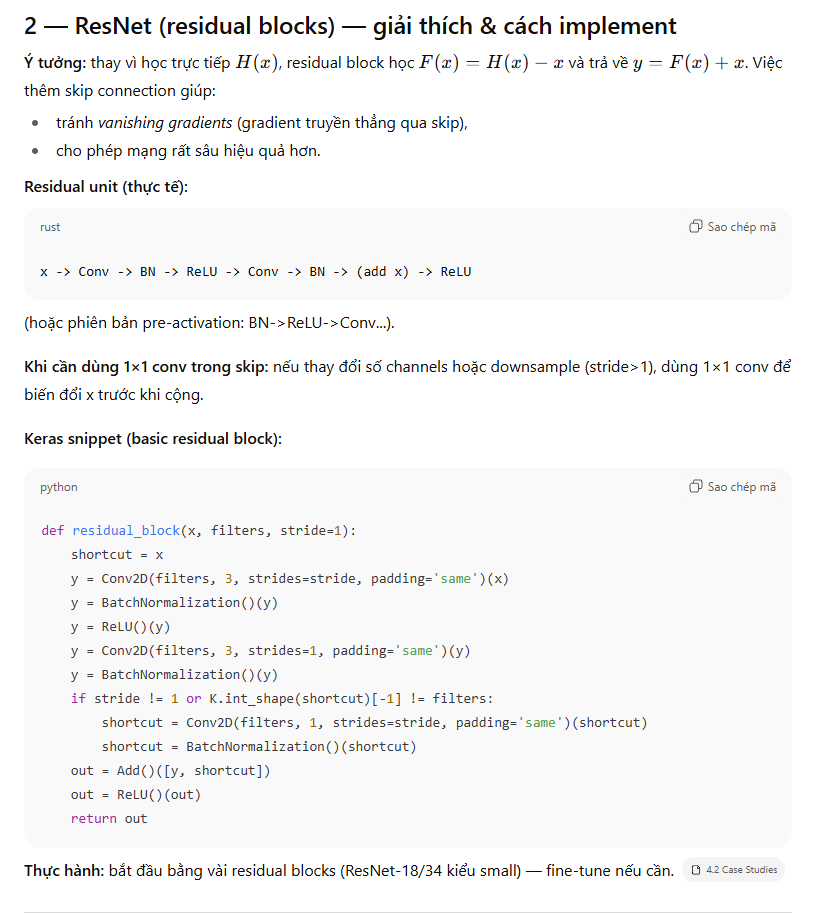 2 — ResNet (residual blocks) — giải thích & cách implement
Ý tưởng: thay vì học trực tiếp H(x), residual block học F(x) = H(x) − x và trả về y = F(x) + x. Việc
thêm skip connection giúp:
• tránh vanishing gradients (gradient truyền thẳng qua skip),
• cho phép mạng rất sâu hiệu quả hơn.
Residual unit (thực tế):
rust Sao chép mã
x -> Conv -> BN -> ReLU -> Conv -> BN -> (add x) -> ReLU
(hoặc phiên bản pre-activation: BN->ReLU->Conv...).
Khi cần dùng 1×1 conv trong skip: nếu thay đổi số channels hoặc downsample (stride>1), dùng 1×1 conv để
biến đổi x trước khi cộng.
Keras snippet (basic residual block):
python Sao chép mã
def residual_block(x, filters, stride=1):
    shortcut = x
    y = Conv2D(filters, 3, strides=stride, padding='same')(x)
    y = BatchNormalization()(y)
    y = ReLU()(y)
    y = Conv2D(filters, 3, strides=1, padding='same')(y)
    y = BatchNormalization()(y)
    if stride != 1 or K.int_shape(shortcut)[-1] != filters:
        shortcut = Conv2D(filters, 1, strides=stride, padding='same')(shortcut)
        shortcut = BatchNormalization()(shortcut)
    out = Add()([y, shortcut])
    out = ReLU()(out)
    return out
Thực hành: bắt đầu bằng vài residual blocks (ResNet-18/34 kiểu small) — fine-tune nếu cần. 4.2 Case Studies